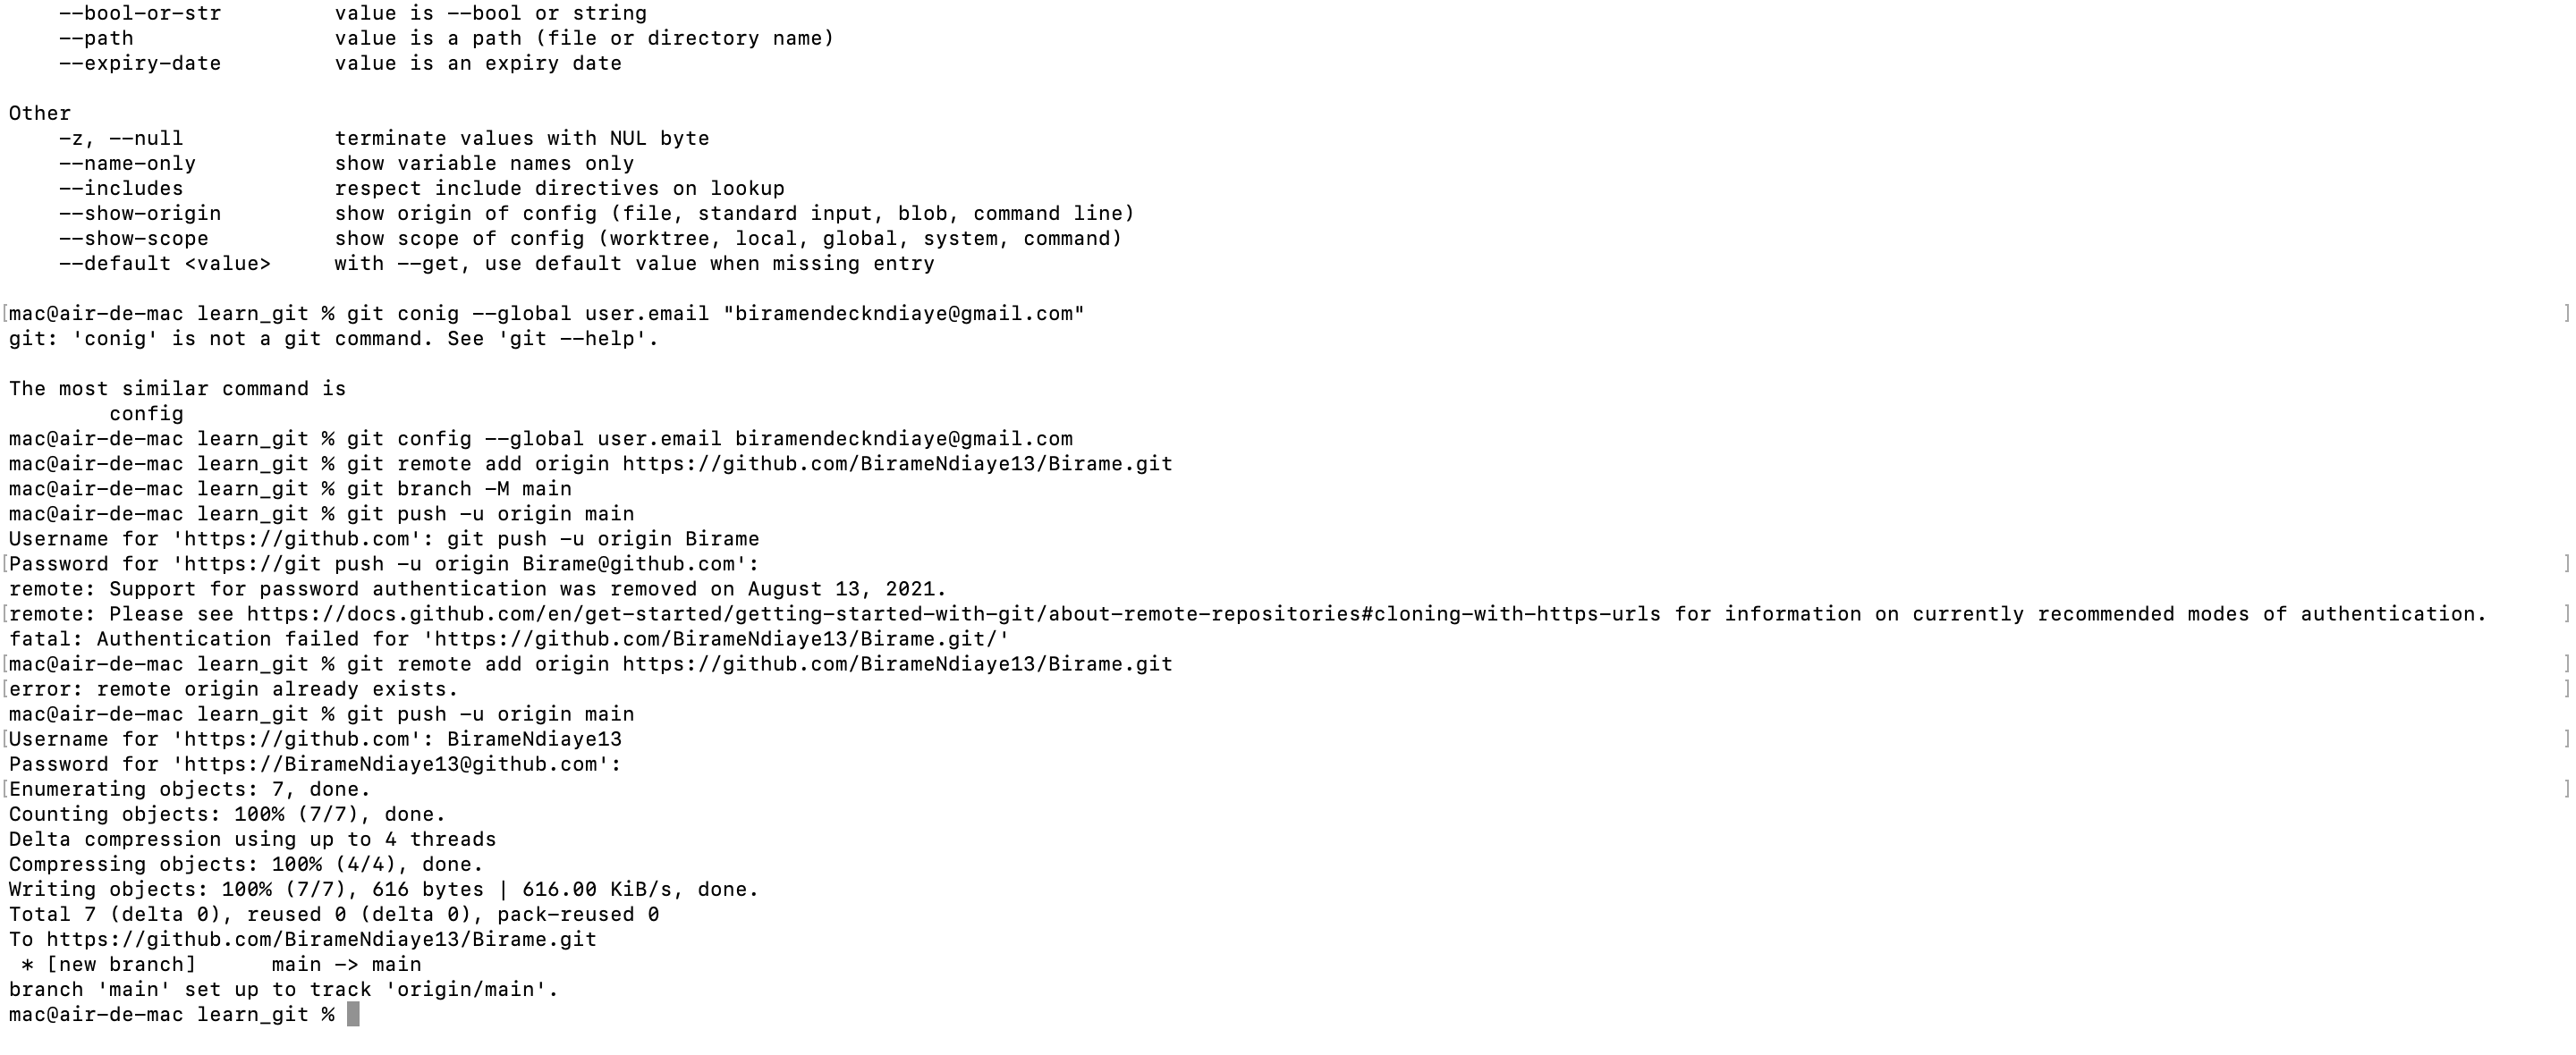 --bool-or-str         value is --bool or string
--path                value is a path (file or directory name)
--expiry-date         value is an expiry date
Other
-z, --null            terminate values with NUL byte
--name-only           show variable names only
--includes            respect include directives on lookup
--show-origin         show origin of config (file, standard input, blob, command line)
--show-scope          show scope of config (worktree, local, global, system, command)
--default <value>     with --get, use default value when missing entry
[mac@air-de-mac learn_git % git conig --global user.email "biramendeckndiaye@gmail.com" ]
git: 'conig' is not a git command. See 'git --help'.
The most similar command is
config
mac@air-de-mac learn_git % git config --global user.email biramendeckndiaye@gmail.com
mac@air-de-mac learn_git % git remote add origin https://github.com/BirameNdiaye13/Birame.git
mac@air-de-mac learn_git % git branch -M main
mac@air-de-mac learn_git % git push -u origin main
Username for 'https://github.com': git push -u origin Birame
[Password for 'https://git push -u origin Birame@github.com': ]
remote: Support for password authentication was removed on August 13, 2021.
[remote: Please see https://docs.github.com/en/get-started/getting-started-with-git/about-remote-repositories#cloning-with-https-urls for information on currently recommended modes of authentication. ]
fatal: Authentication failed for 'https://github.com/BirameNdiaye13/Birame.git/'
[mac@air-de-mac learn_git % git remote add origin https://github.com/BirameNdiaye13/Birame.git ]
[error: remote origin already exists. ]
mac@air-de-mac learn_git % git push -u origin main
[Username for 'https://github.com': BirameNdiaye13 ]
Password for 'https://BirameNdiaye13@github.com':
[Enumerating objects: 7, done. ]
Counting objects: 100% (7/7), done.
Delta compression using up to 4 threads
Compressing objects: 100% (4/4), done.
Writing objects: 100% (7/7), 616 bytes | 616.00 KiB/s, done.
Total 7 (delta 0), reused 0 (delta 0), pack-reused 0
To https://github.com/BirameNdiaye13/Birame.git
* [new branch]      main -> main
branch 'main' set up to track 'origin/main'.
mac@air-de-mac learn_git %